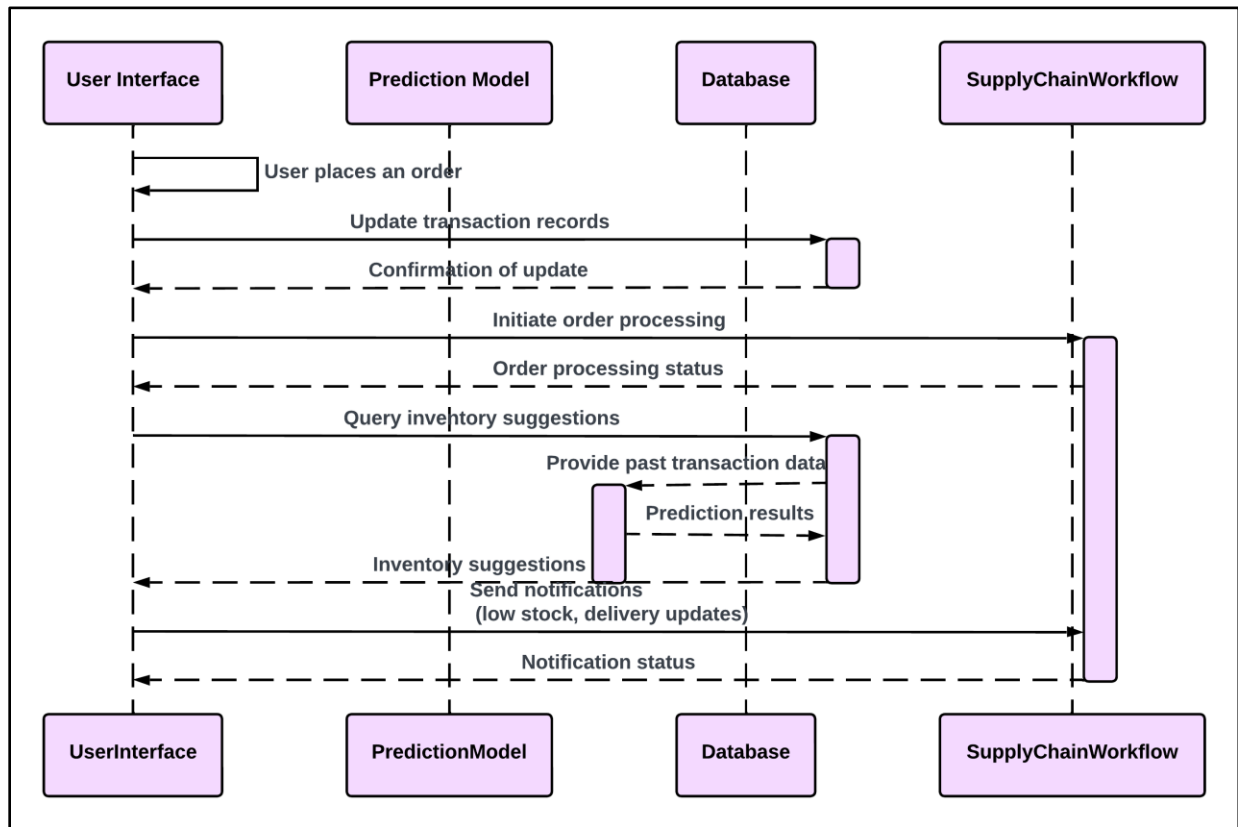 User Interface
Prediction Model
Database
SupplyChainWorkflow
User places an order
Update transaction records
Confirmation of update
Initiate order processing
Order processing status
Query inventory suggestions
Provide past transaction data
Prediction results
Inventory suggestions
Send notifications
(low stock, delivery updates)
Notification status
UserInterface
PredictionModel
Database
SupplyChainWorkflow